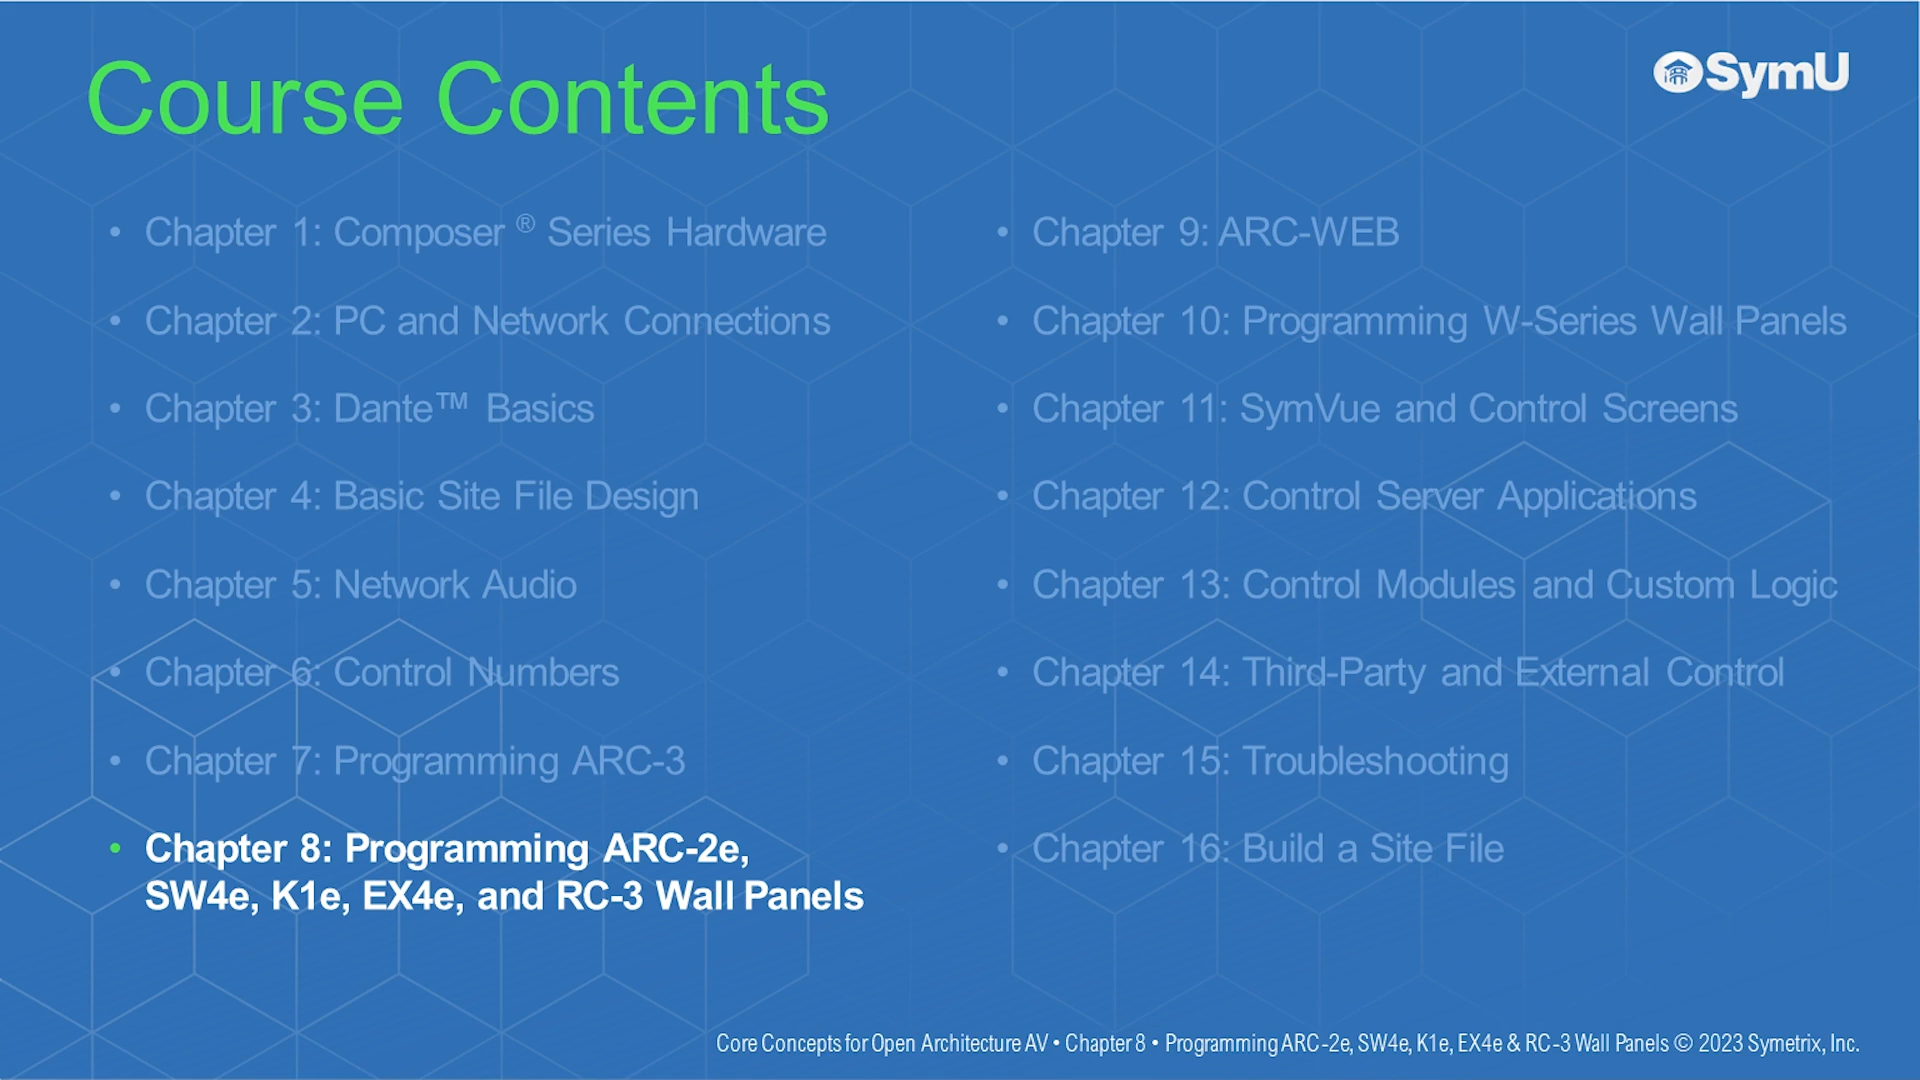 Course Contents
SymU
• Chapter 1: Composer ® Series Hardware
• Chapter 2: PC and Network Connections
• Chapter 3: Dante™ Basics
• Chapter 4: Basic Site File Design
• Chapter 5: Network Audio
• Chapter 6: Control Numbers
• Chapter 7: Programming ARC-3
• Chapter 8: Programming ARC-2e,
SW4e, K1e, EX4e, and RC-3 Wall Panels
• Chapter 9: ARC-WEB
• Chapter 10: Programming W-Series Wall Panels
• Chapter 11: SymVue and Control Screens
• Chapter 12: Control Server Applications
• Chapter 13: Control Modules and Custom Logic
• Chapter 14: Third-Party and External Control
• Chapter 15: Troubleshooting
• Chapter 16: Build a Site File
Core Concepts for Open Architecture AV • Chapter 8 • Programming ARC-2e, SW4e, K1e, EX4e & RC-3 Wall Panels © 2023 Symetrix, Inc.